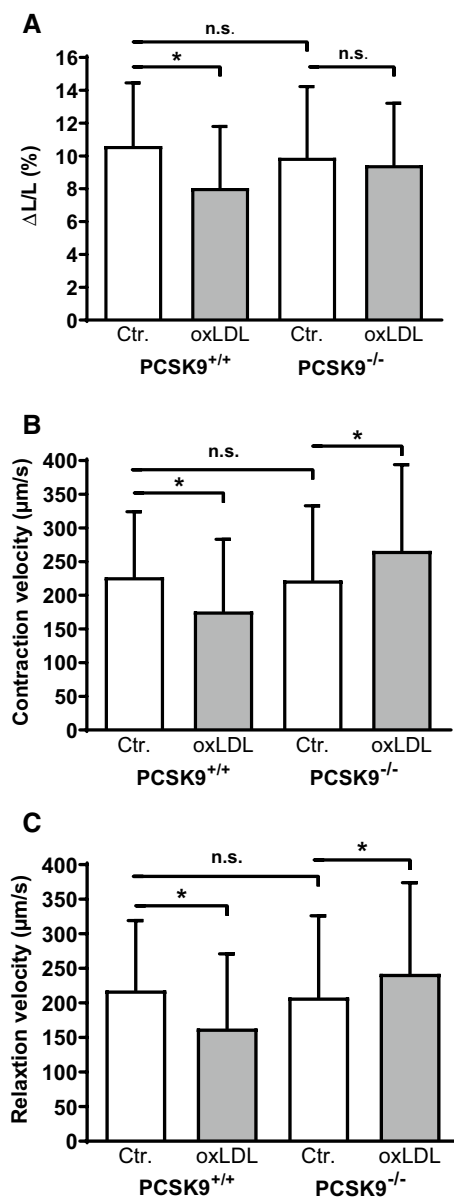 A
n.s.
* n.s.
16
14
12
10
8
6
4
2
0
ΔL/L (%)
Ctr. oxLDL Ctr. oxLDL
PCSK9+/+ PCSK9-/-
B
*
n.s.
*
400
350
300
250
200
150
100
50
0
Contraction velocity (µm/s)
Ctr. oxLDL Ctr. oxLDL
PCSK9+/+ PCSK9-/-
C
n.s. *
*
400
350
300
250
200
150
100
50
0
Relaxtion velocity (µm/s)
Ctr. oxLDL Ctr. oxLDL
PCSK9+/+ PCSK9-/-